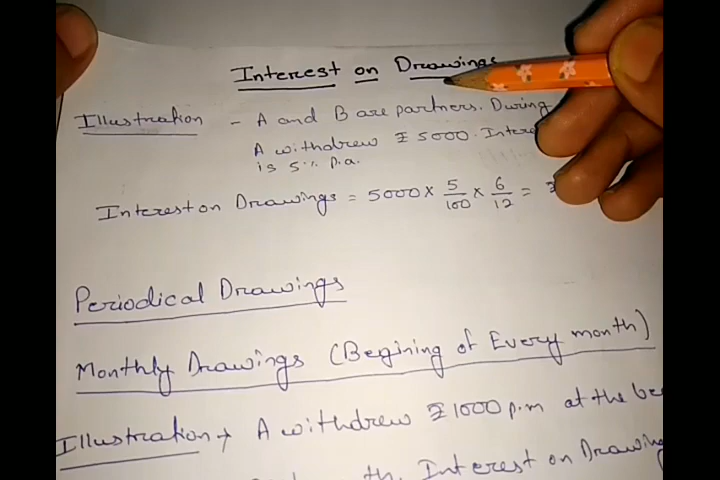 Interest on Drawings
Illustration - A and B are partners. During
A withdrew ₹ 5000. Inter
is 5% p.a.
Interest on Drawings = 5000 × 5/100 × 6/12 = ₹
Periodical Drawings
Monthly Drawings (Begining of Every month)
Illustration → A withdrew ₹ 1000 p.m at the be
th. Interest on Drawing